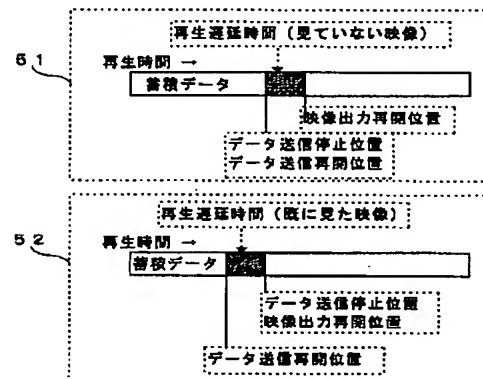 再生遅延時間（見ていない映像）
51
再生時間 →
蓄積データ
映像出力再開位置
データ送信停止位置
データ送信再開位置
再生遅延時間（既に見た映像）
52
再生時間 →
蓄積データ
データ送信停止位置
映像出力再開位置
データ送信再開位置